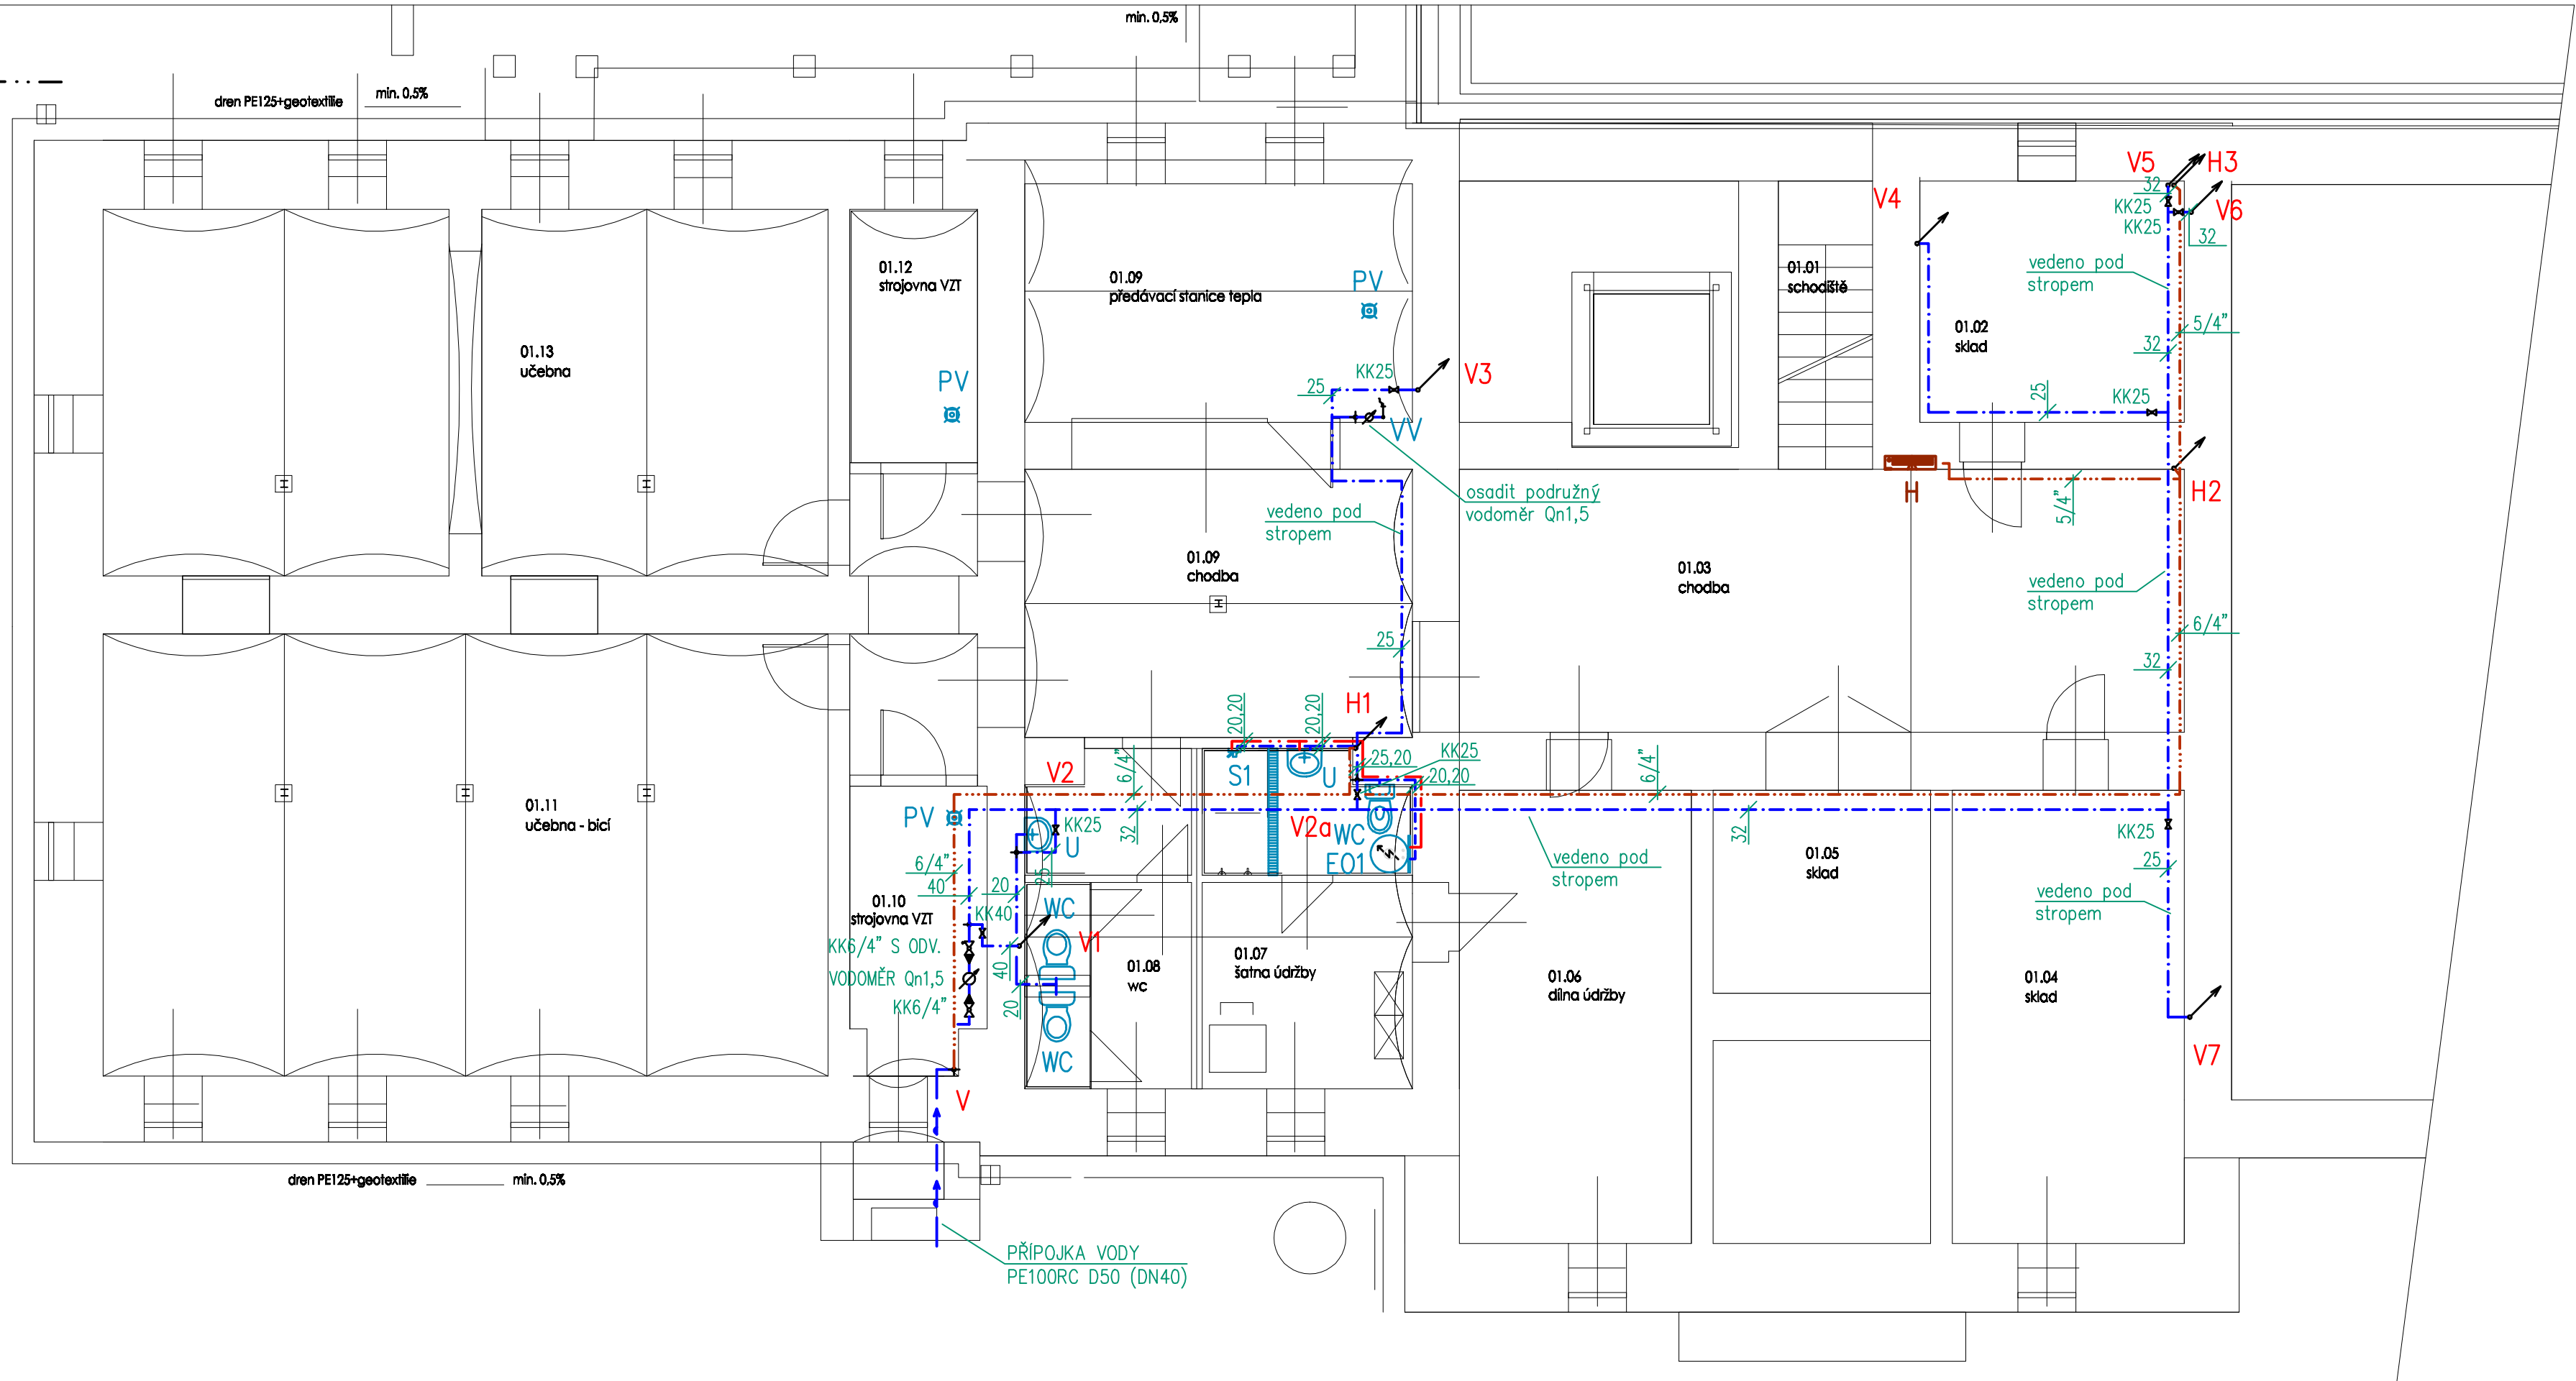 min. 0,5%
dren PE125+geotextilie
min. 0,5%
V5
H3
32
KK25
V6
KK25
32
V4
01.12
strojovna VZT
01.09
předávací stanice tepla
PV
01.01
schodiště
vedeno pod
stropem
5/4"
01.02
sklad
32
01.13
učebna
PV
KK25
V3
25
25
KK25
VV
H
5/4"
H2
osadit podružný
vodoměr Qn1,5
vedeno pod
stropem
01.09
chodba
01.03
chodba
vedeno pod
stropem
6/4"
25
32
20,20
20,20
H1
KK25
25,20
20,20
V2
6/4"
S1
U
6/4"
01.11
učebna - bicí
PV
KK25
U
32
V2a
WC
EO1
32
KK25
vedeno pod
stropem
01.05
sklad
25
6/4"
40
20
25
vedeno pod
stropem
01.10
strojovna VZT
KK40
WC
V1
KK6/4" S ODV.
40
01.08
wc
01.07
šatna údržby
VODOMĚR Qn1,5
01.06
dílna údržby
01.04
sklad
KK6/4"
20
WC
V7
V
dren PE125+geotextilie
min. 0,5%
PŘÍPOJKA VODY
PE100RC D50 (DN40)